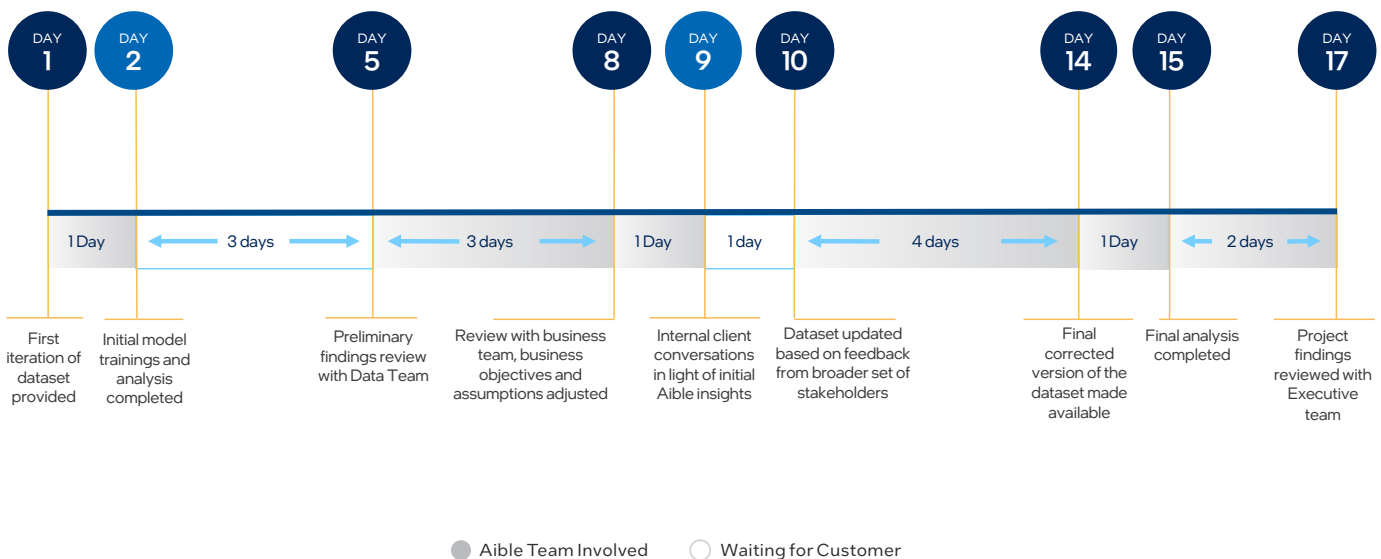 DAY
1
DAY
2
DAY
5
DAY
8
DAY
9
DAY
10
DAY
14
DAY
15
DAY
17
1 Day
3 days
3 days
1 Day
1 day
4 days
1 Day
2 days
First
iteration of
dataset
provided
Initial model
trainings and
analysis
completed
Preliminary
findings review
with Data Team
Review with business
team, business
objectives and
assumptions adjusted
Internal client
conversations
in light of initial
Aible insights
Dataset updated
based on feedback
from broader set of
stakeholders
Final
corrected
version of the
dataset made
available
Final analysis
completed
Project
findings
reviewed with
Executive
team
Aible Team Involved
Waiting for Customer